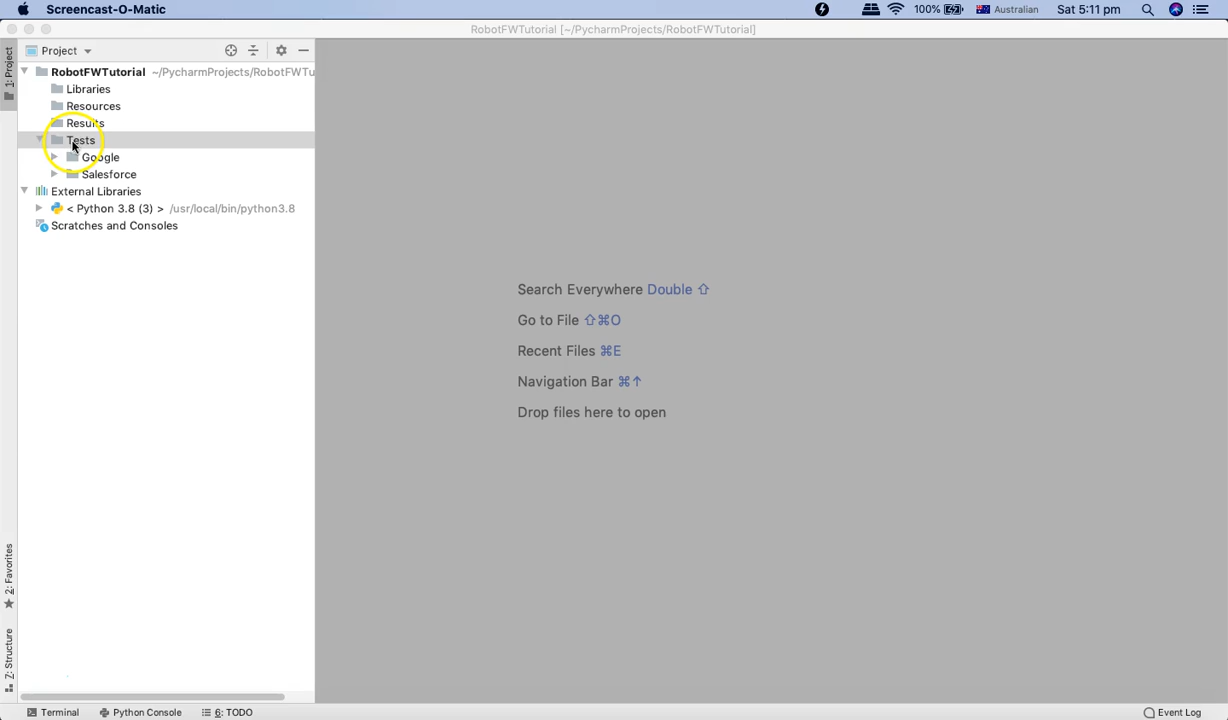 Screencast-O-Matic 100% Australian Sat 5:11 pm
RobotFWTutorial [~/PycharmProjects/RobotFWTutorial]
Project
1: Project
RobotFWTutorial ~/PycharmProjects/RobotFWTu
Libraries
Resources
Results
Tests
Google
Salesforce
External Libraries
< Python 3.8 (3) > /usr/local/bin/python3.8
Scratches and Consoles
Search Everywhere Double ⇧
Go to File ⇧⌘O
Recent Files ⌘E
Navigation Bar ⌘↑
Drop files here to open
2: Favorites
Z: Structure
Terminal Python Console 6: TODO Event Log